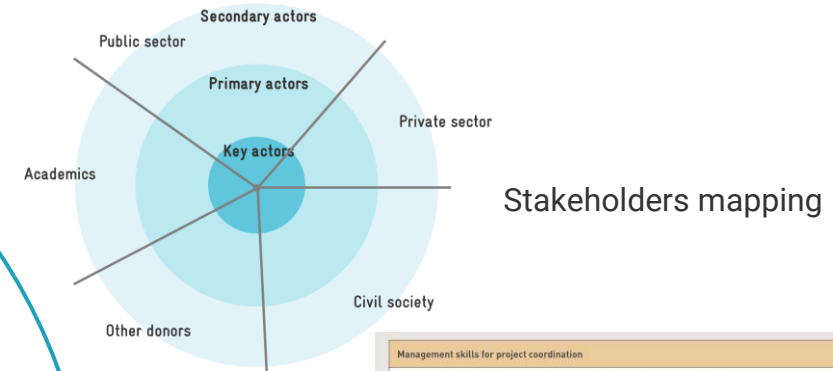 Secondary actors
Public sector
Primary actors
Private sector
Key actors
Academics
Stakeholders mapping
Civil society
Other donors
Management skills for project coordination